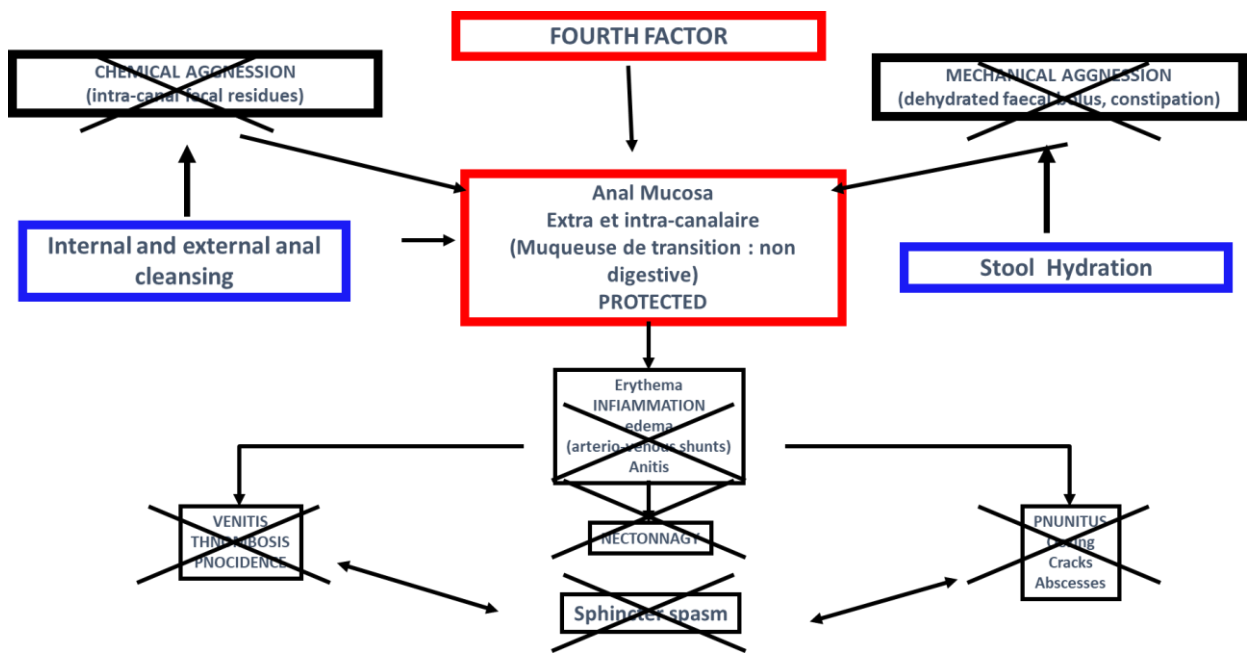 FOURTH FACTOR
CHEMICAL AGGNESSION
(intra-canal fecal residues)
MECHANICAL AGGNESSION
(dehydrated faecal bolus, constipation)
Anal Mucosa
Extra et intra-canalaire
(Muqueuse de transition : non
digestive)
PROTECTED
Internal and external anal
cleansing
Stool Hydration
Erythema
INFIAMMATION
edema
(arterio-venous shunts)
Anitis
VENITIS
THNROMBOSIS
PNOCIDENCE
NECTONNAGY
PNUNITUS
Cracks
Abscesses
Sphincter spasm